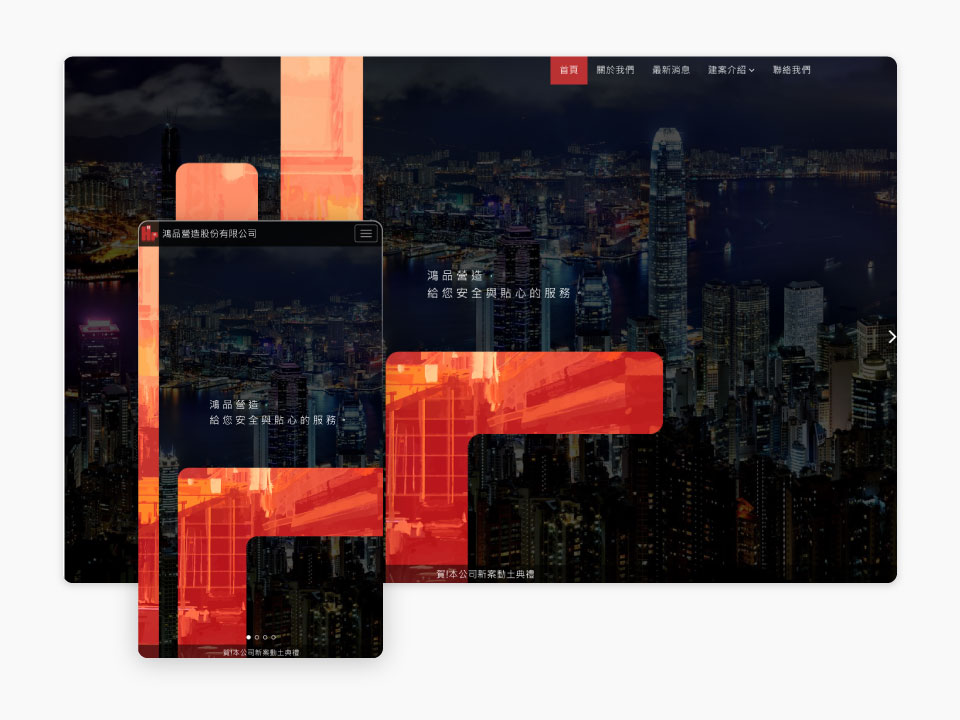 首頁 關於我們 最新消息 建案介紹 聯絡我們
鴻品營造，
給您安全與貼心的服務
賀!本公司新案動土典禮
鴻品營造股份有限公司
鴻品營造，
給您安全與貼心的服務。
賀!本公司新案動土典禮